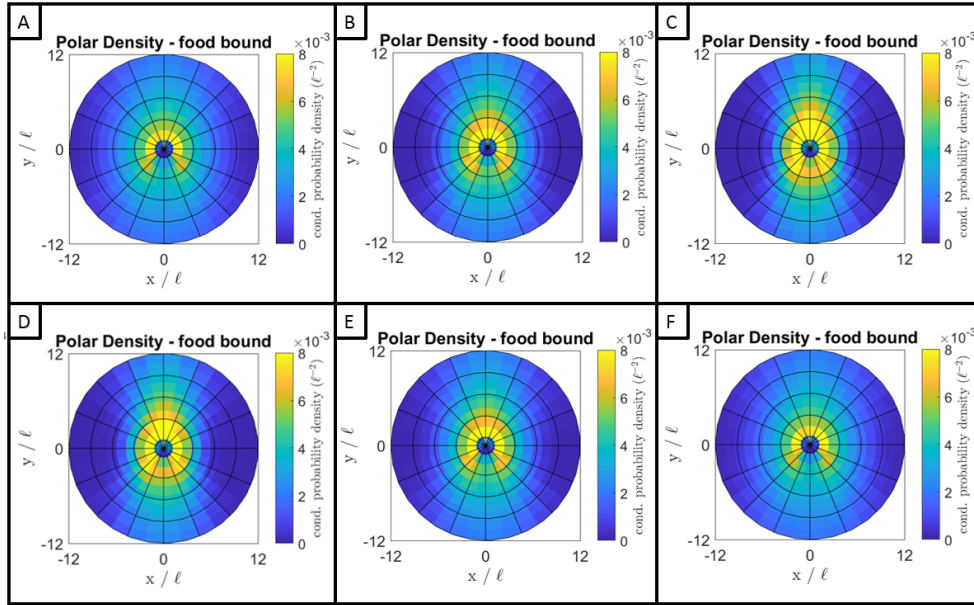 A
Polar Density - food bound
×10⁻³
12
0
-12
y / ℓ
-12 0 12
x / ℓ
8
6
4
2
0
cond. probability density (ℓ⁻²)
B
Polar Density - food bound
×10⁻³
12
0
-12
y / ℓ
-12 0 12
x / ℓ
8
6
4
2
0
cond. probability density (ℓ⁻²)
C
Polar Density - food bound
×10⁻³
12
0
-12
y / ℓ
-12 0 12
x / ℓ
8
6
4
2
0
cond. probability density (ℓ⁻²)
D
Polar Density - food bound
×10⁻³
12
0
-12
y / ℓ
-12 0 12
x / ℓ
8
6
4
2
0
cond. probability density (ℓ⁻²)
E
Polar Density - food bound
×10⁻³
12
0
-12
y / ℓ
-12 0 12
x / ℓ
8
6
4
2
0
cond. probability density (ℓ⁻²)
F
Polar Density - food bound
×10⁻³
12
0
-12
y / ℓ
-12 0 12
x / ℓ
8
6
4
2
0
cond. probability density (ℓ⁻²)